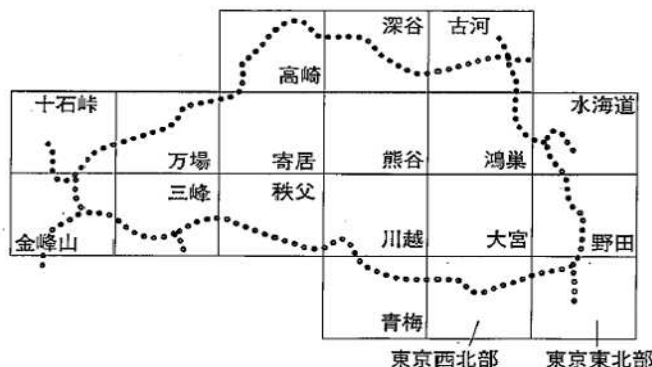 深谷
古河
高崎
十石峠
水海道
万場
寄居
熊谷
鴻巣
三峰
秩父
金峰山
川越
大宮
野田
青梅
東京西北部
東京東北部